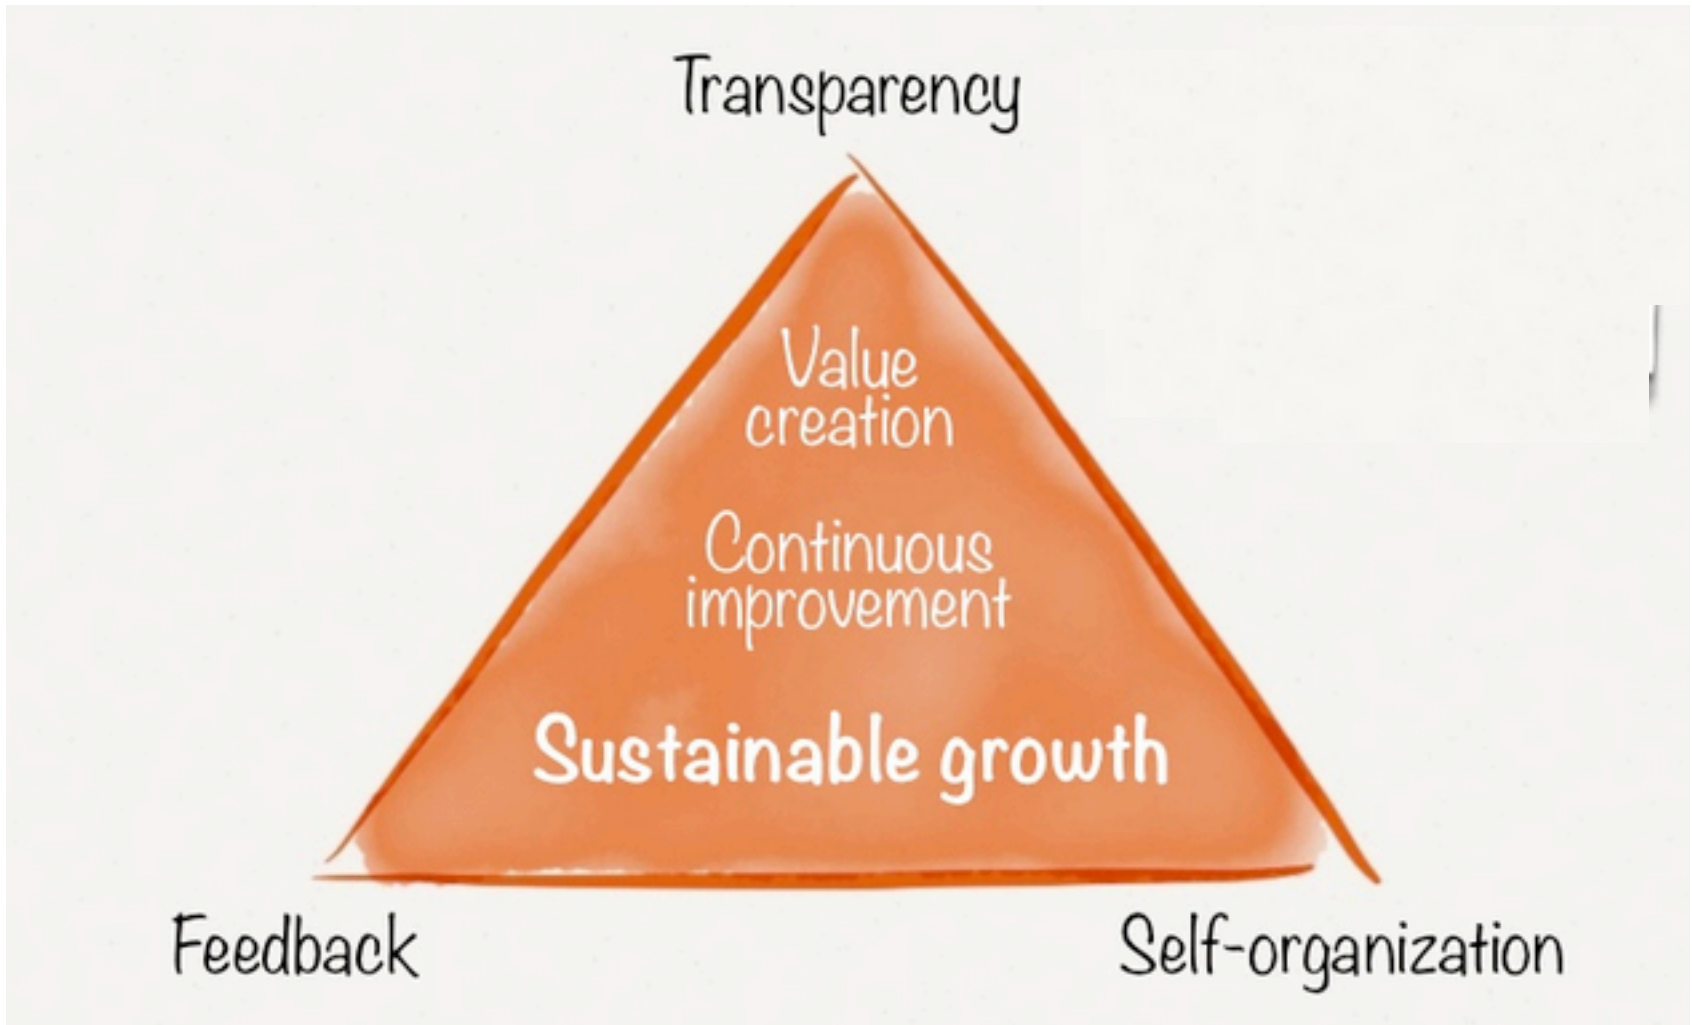 Transparency
Value
creation
Continuous
improvement
Sustainable growth
Feedback
Self-organization